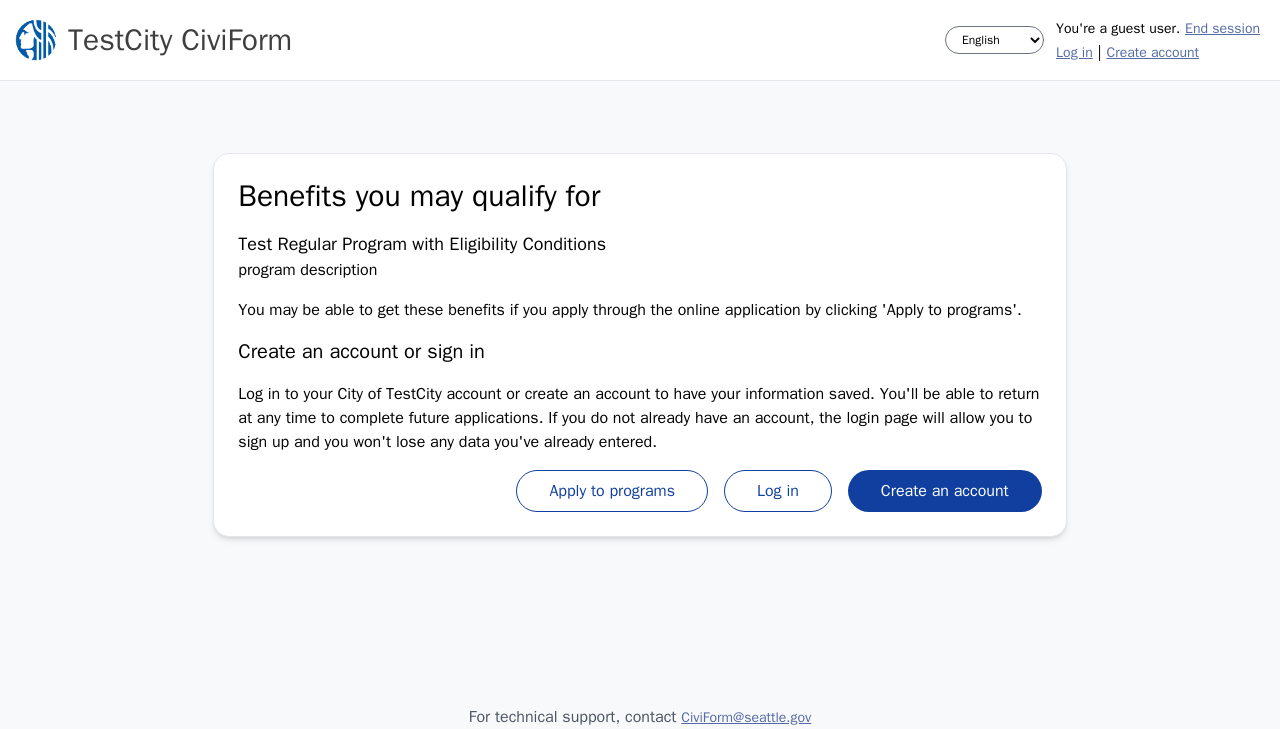 TestCity CiviForm
English
You're a guest user. End session
Log in | Create account
Benefits you may qualify for
Test Regular Program with Eligibility Conditions
program description
You may be able to get these benefits if you apply through the online application by clicking 'Apply to programs'.
Create an account or sign in
Log in to your City of TestCity account or create an account to have your information saved. You'll be able to return
at any time to complete future applications. If you do not already have an account, the login page will allow you to
sign up and you won't lose any data you've already entered.
Apply to programs
Log in
Create an account
For technical support, contact CiviForm@seattle.gov